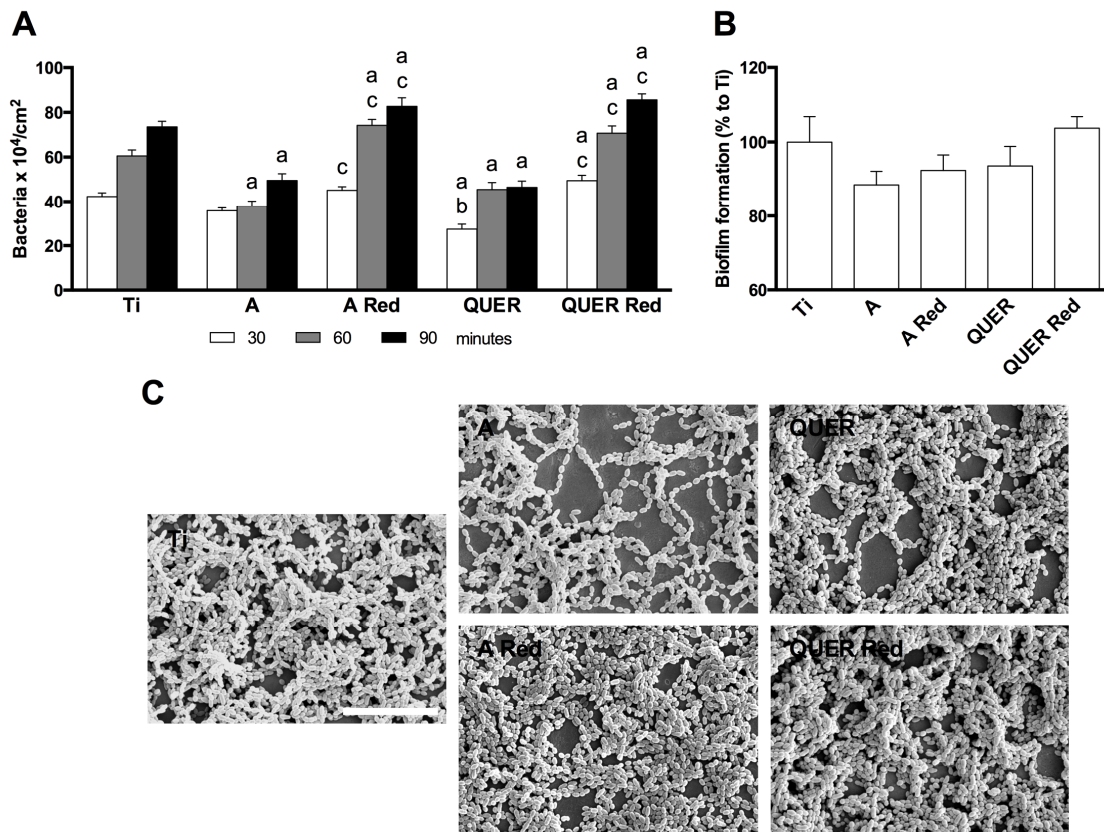 A
Bacteria x 10⁴/cm²
100
80
60
40
20
0
a
a
c
a
c
a
c
a
b
a
a
a
c
a
c
a
c
Ti
A
A Red
QUER
QUER Red
30 60 90 minutes
B
Biofilm formation (% to Ti)
120
100
80
60
Ti
A
A Red
QUER
QUER Red
C
Ti
A
QUER
A Red
QUER Red